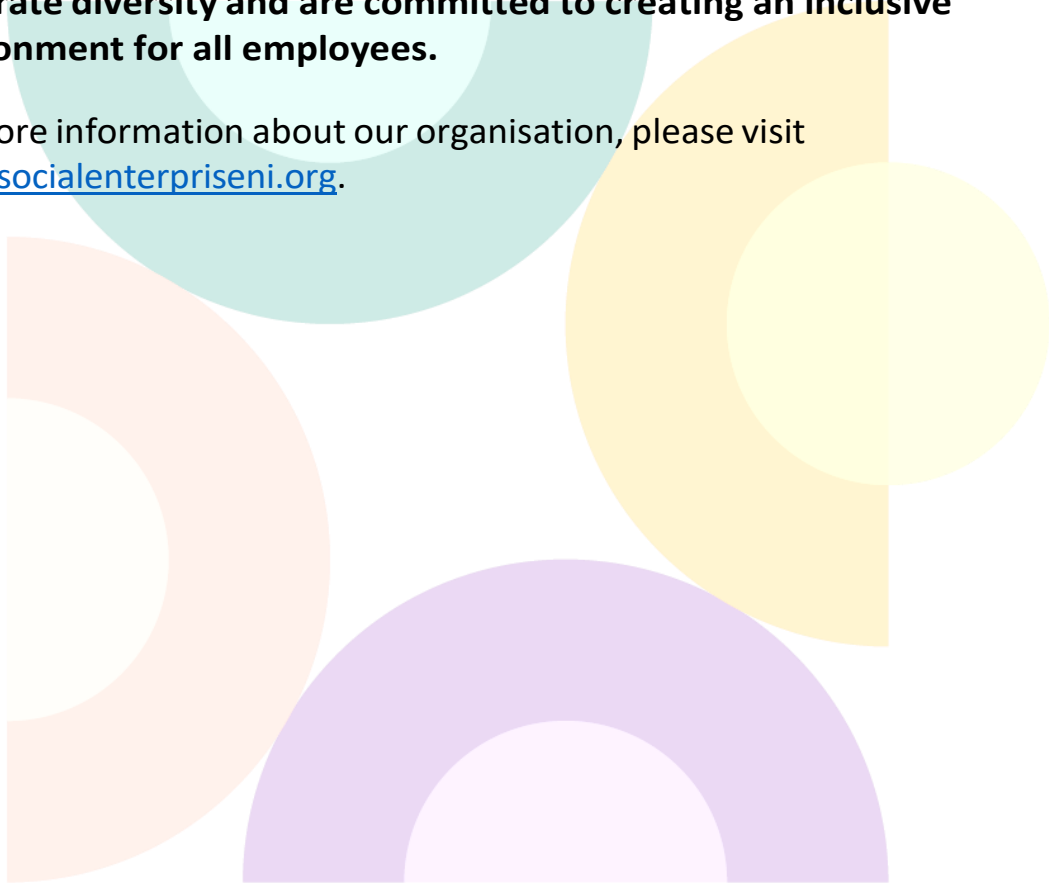 rate diversity and are committed to creating an inclusive
onment for all employees.
ore information about our organisation, please visit
socialenterpriseni.org.